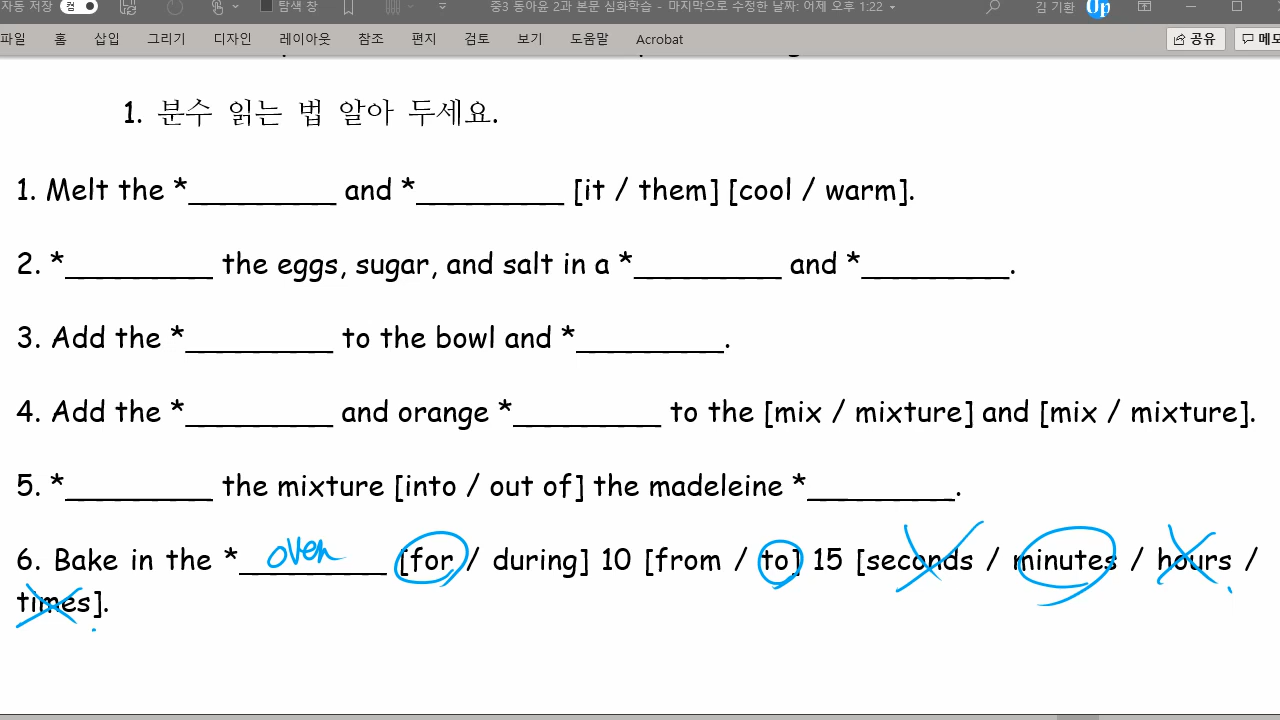 자동 저장 컴 탐색 창 중3 동아윤 2과 본문 심화학습 - 마지막으로 수정한 날짜: 어제 오후 1:22 김 기환 Op
파일 홈 삽입 그리기 디자인 레이아웃 참조 편지 검토 보기 도움말 Acrobat 공유 메모
1. 분수 읽는 법 알아 두세요.
1. Melt the *________ and *________ [it / them] [cool / warm].
2. *________ the eggs, sugar, and salt in a *________ and *________.
3. Add the *________ to the bowl and *________.
4. Add the *________ and orange *________ to the [mix / mixture] and [mix / mixture].
5. *________ the mixture [into / out of] the madeleine *________.
6. Bake in the * oven [for / during] 10 [from / to] 15 [seconds / minutes / hours /
times].